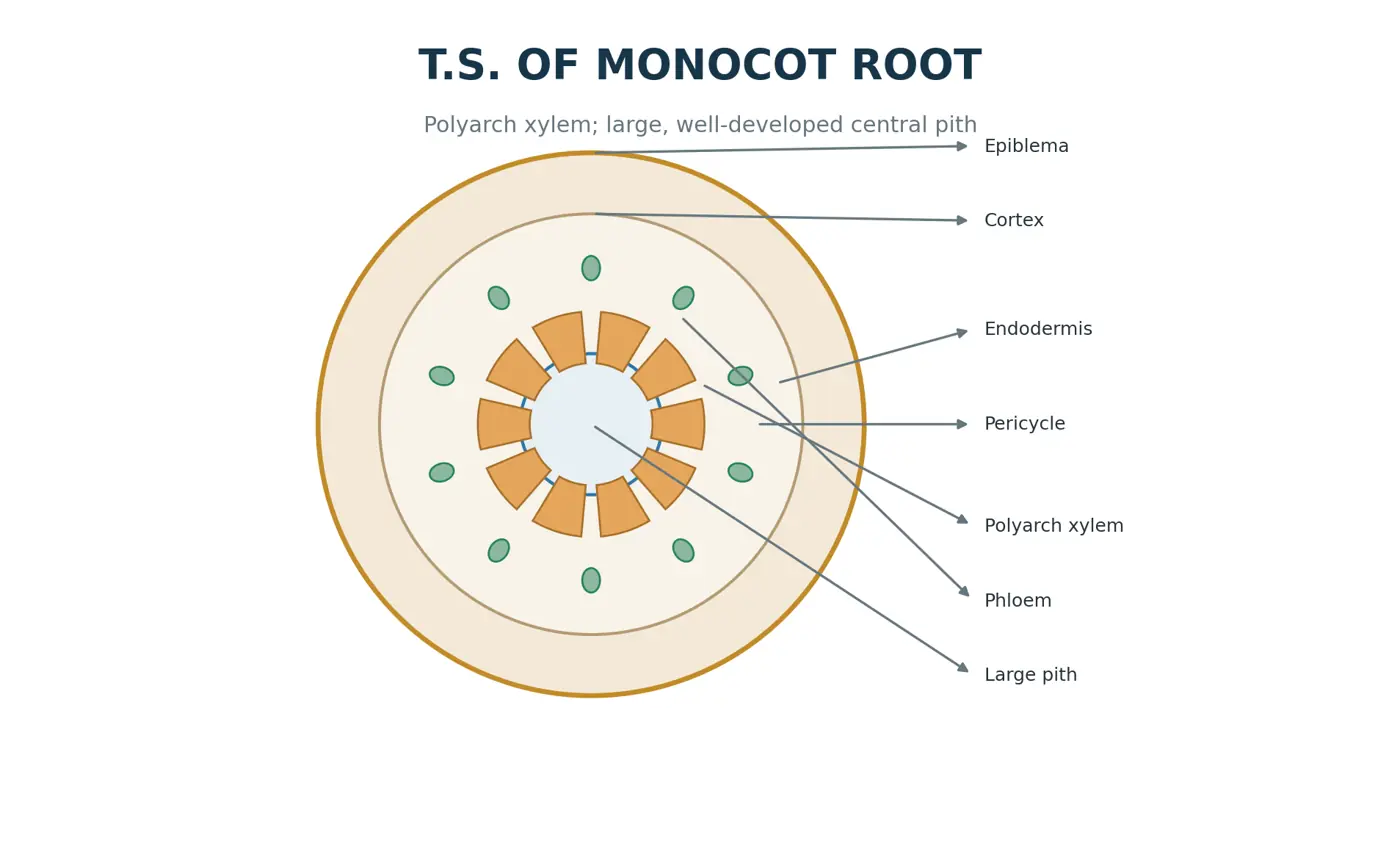 T.S. OF MONOCOT ROOT
Polyarch xylem; large, well-developed central pith
Epiblema
Cortex
Endodermis
Pericycle
Polyarch xylem
Phloem
Large pith